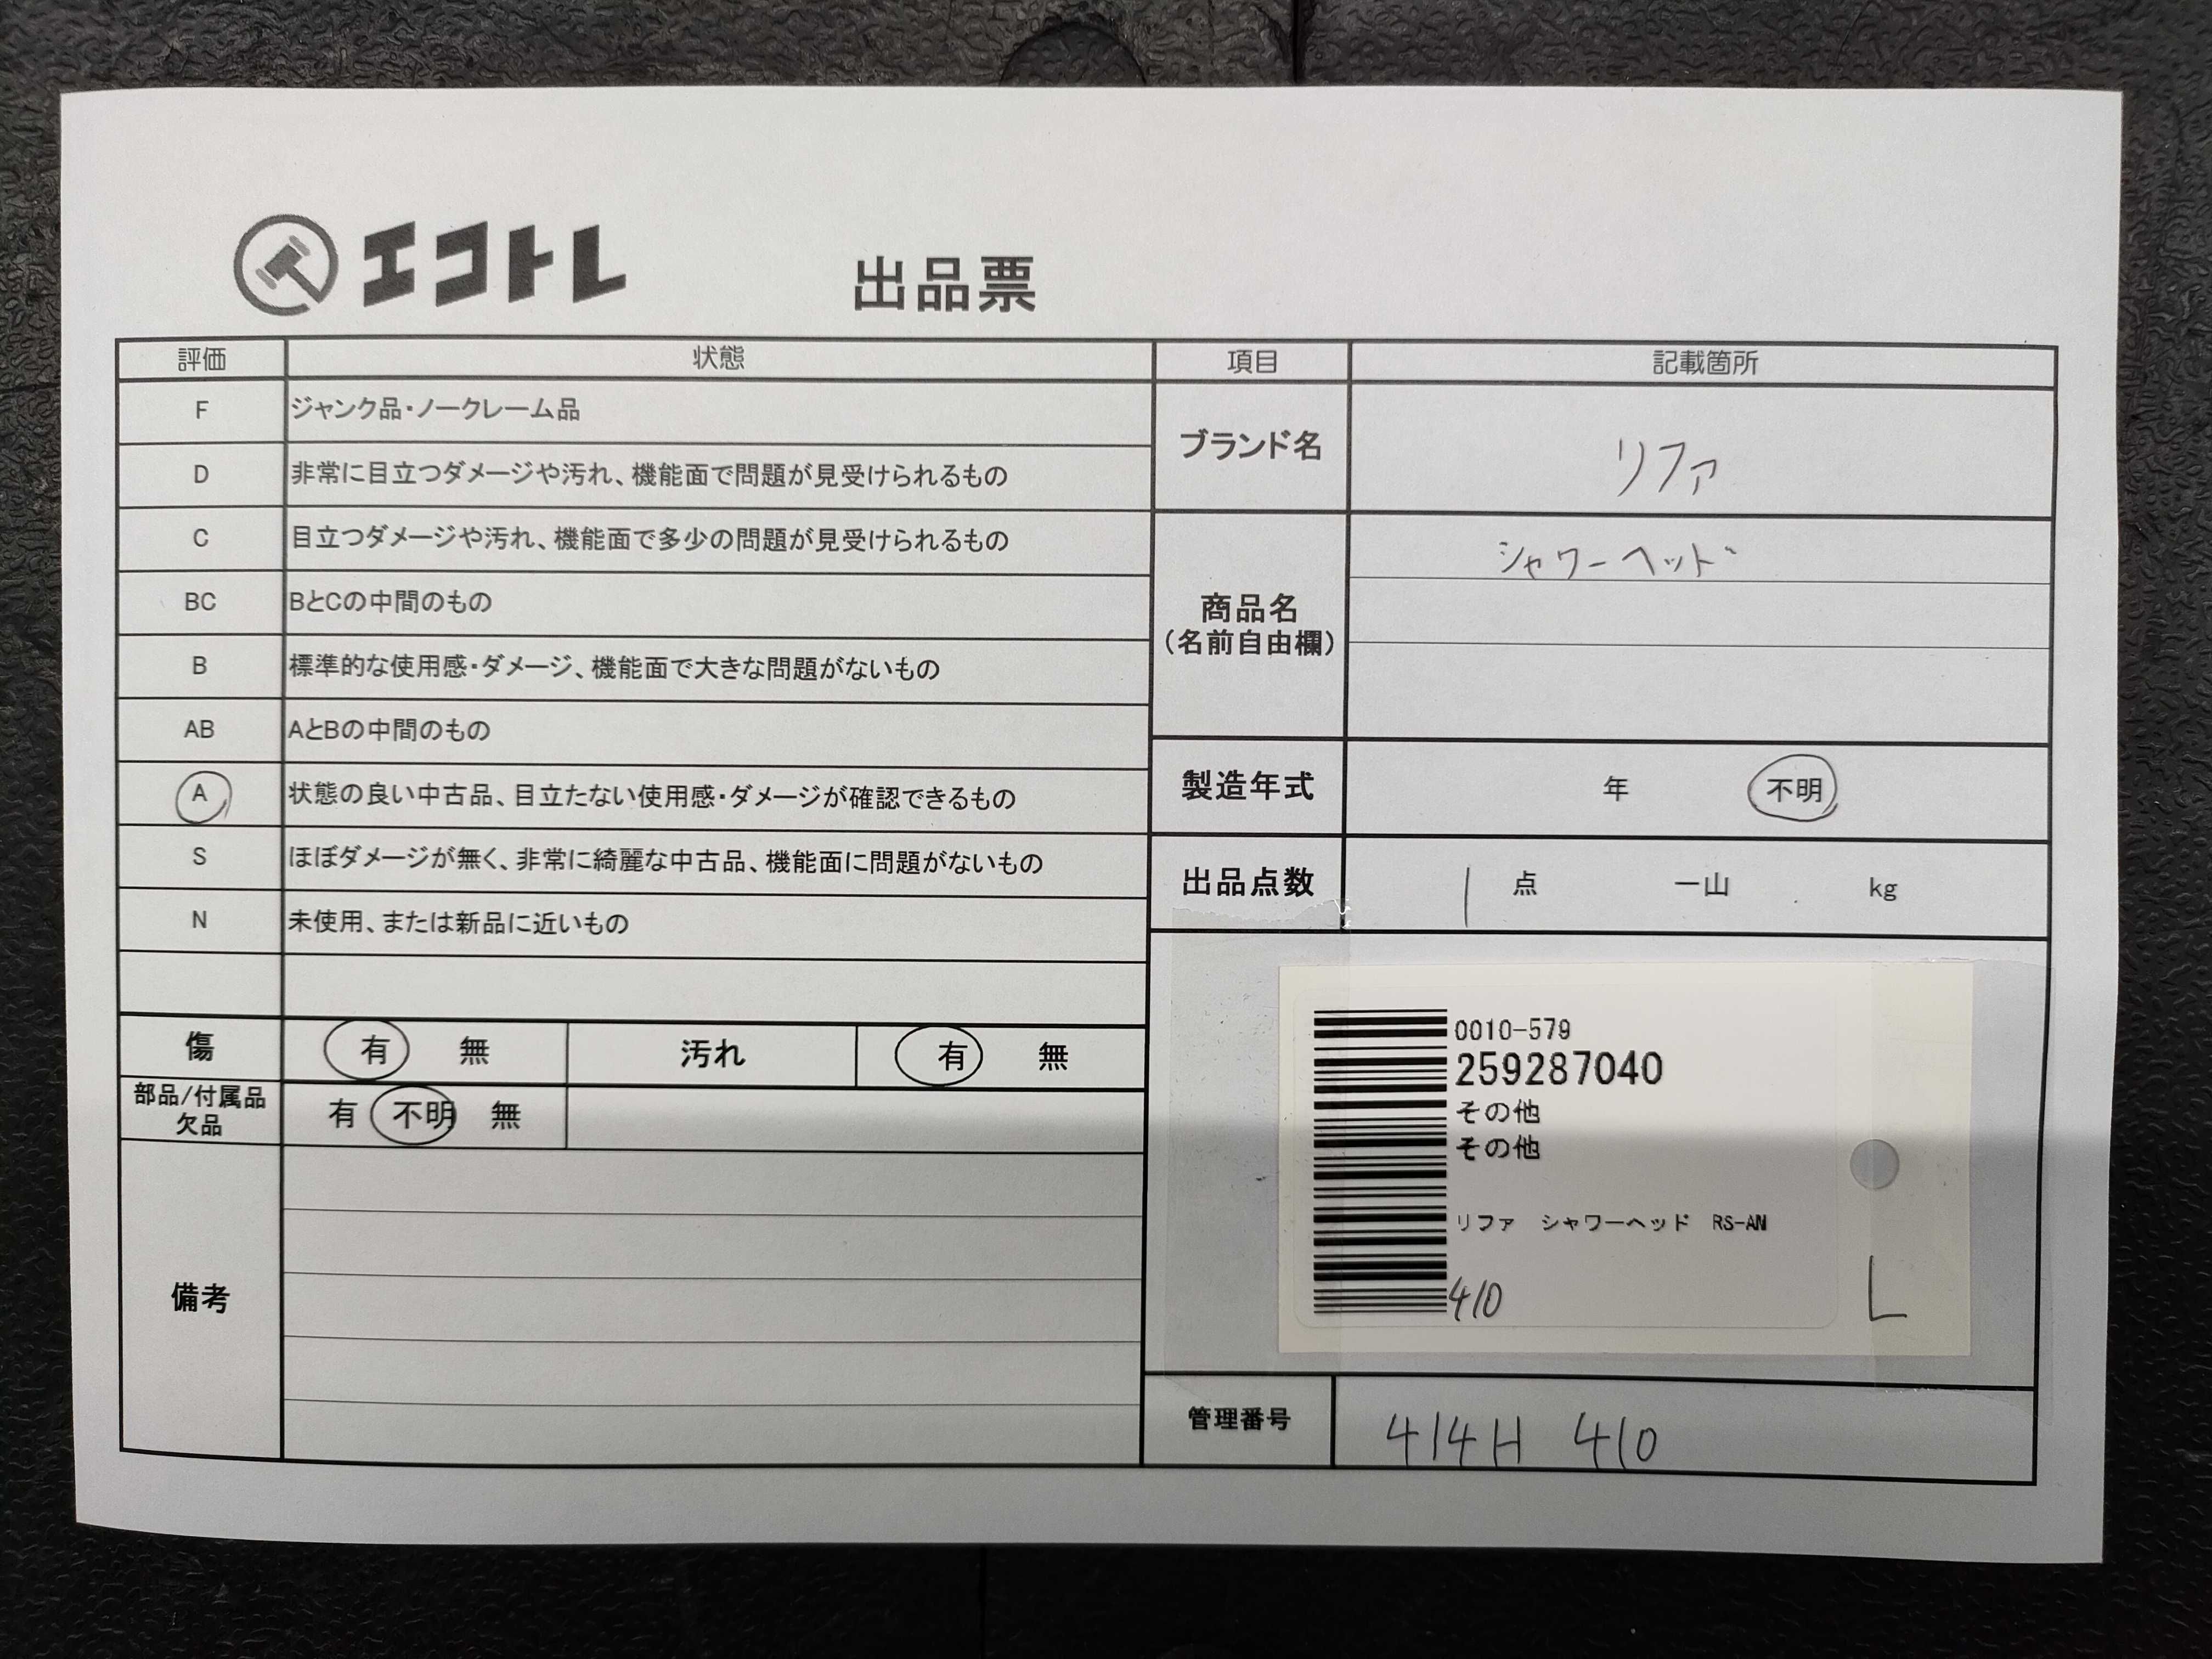 エコトレ
出品票
評価 状態
F ジャンク品・ノークレーム品
D 非常に目立つダメージや汚れ、機能面で問題が見受けられるもの
C 目立つダメージや汚れ、機能面で多少の問題が見受けられるもの
BC BとCの中間のもの
B 標準的な使用感・ダメージ、機能面で大きな問題がないもの
AB AとBの中間のもの
A 状態の良い中古品、目立たない使用感・ダメージが確認できるもの
S ほぼダメージが無く、非常に綺麗な中古品、機能面に問題がないもの
N 未使用、または新品に近いもの
傷 有 無 汚れ 有 無
部品/付属品
欠品
有 不明 無
備考
項目 記載箇所
ブランド名 リファ
商品名
(名前自由欄)
シャワーヘッド
製造年式 年 不明
出品点数 1 点 一山 kg
0010-579
259287040
その他
その他
リファ シャワーヘッド RS-AN
410
L
管理番号 414H 410